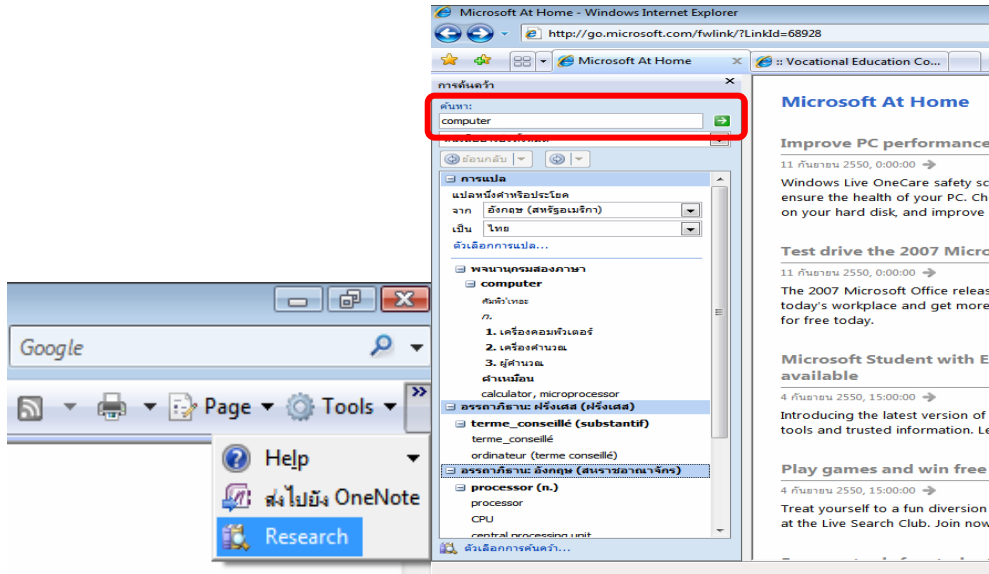 Google
Page
Tools
Help
ส่งไปยัง OneNote
Research
Microsoft At Home - Windows Internet Explorer
http://go.microsoft.com/fwlink/?LinkId=68928
Microsoft At Home
:: Vocational Education Co...
การค้นคว้า
ค้นหา:
computer
ย้อนกลับ
การแปล
แปลหนึ่งคำหรือประโยค
จาก อังกฤษ (สหรัฐอเมริกา)
เป็น ไทย
ตัวเลือกการแปล...
พจนานุกรมสองภาษา
computer
n.
1. เครื่องคอมพิวเตอร์
2. เครื่องคำนวณ
3. ผู้คำนวณ
คำเหมือน
calculator, microprocessor
อรรถาภิธาน: ฝรั่งเศส (ฝรั่งเศส)
terme_conseillé (substantif)
terme_conseillé
ordinateur (terme conseillé)
อรรถาภิธาน: อังกฤษ (สหราชอาณาจักร)
processor (n.)
processor
CPU
central processing unit
ตัวเลือกการค้นคว้า...
Microsoft At Home
Improve PC performance
11 กันยายน 2550, 0:00:00
Windows Live OneCare safety sc
ensure the health of your PC. Ch
on your hard disk, and improve
Test drive the 2007 Micro
11 กันยายน 2550, 0:00:00
The 2007 Microsoft Office releas
today's workplace and get more
for free today.
Microsoft Student with E
available
4 กันยายน 2550, 15:00:00
Introducing the latest version of
tools and trusted information. Le
Play games and win free
4 กันยายน 2550, 15:00:00
Treat yourself to a fun diversion
at the Live Search Club. Join now